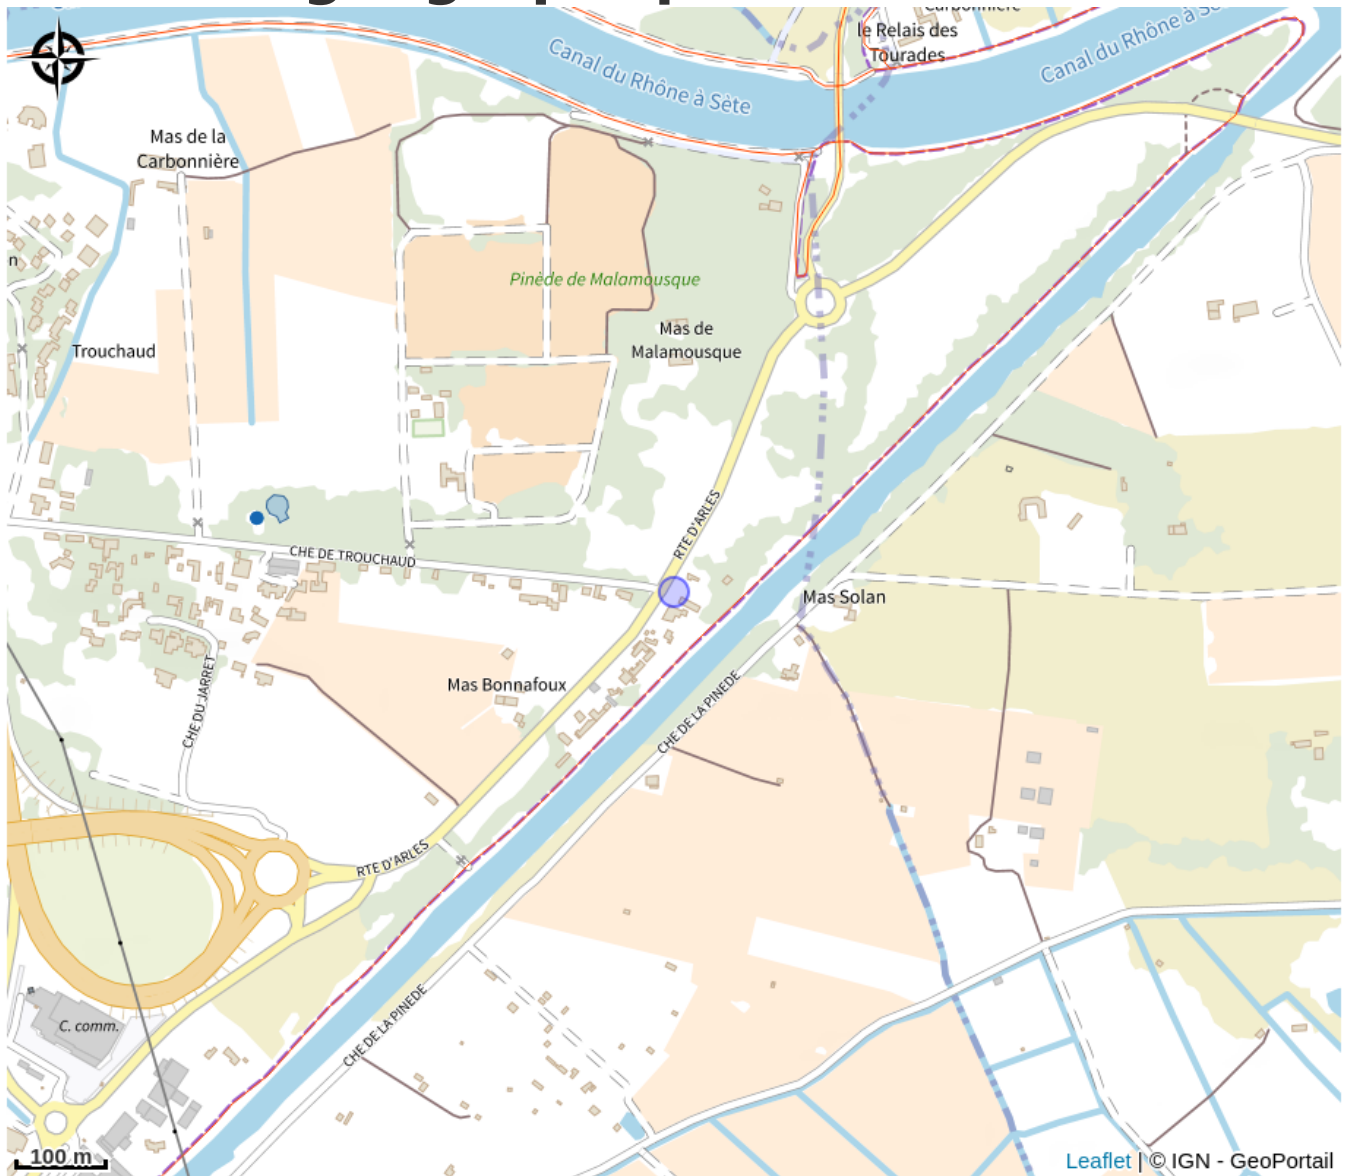 Carbonnière
le Relais des
Tourades
Canal du Rhône à Sète
Canal du Rhône à Sète
Mas de la
Carbonnière
n
Pinède de Malamousque
Mas de
Malamousque
Trouchaud
RTE D'ARLES
CHE DE TROUCHAUD
Mas Solan
CHE DU JARRET
Mas Bonnafoux
CHE DE LA PINEDE
RTE D'ARLES
C. comm.
CHE DE LA PINEDE
100 m
Leaflet | © IGN - GeoPortail